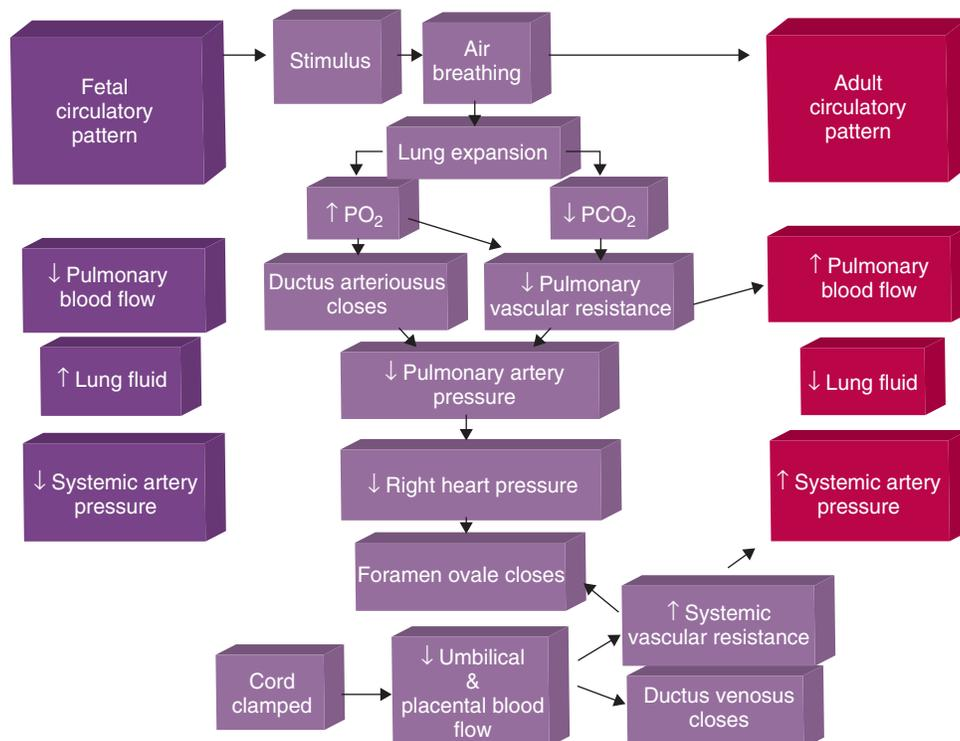 Fetal
circulatory
pattern
Stimulus
Air
breathing
Adult
circulatory
pattern
Lung expansion
↑ PO₂
↓ PCO₂
↓ Pulmonary
blood flow
Ductus arteriousus
closes
↓ Pulmonary
vascular resistance
↑ Pulmonary
blood flow
↑ Lung fluid
↓ Pulmonary artery
pressure
↓ Lung fluid
↓ Systemic artery
pressure
↓ Right heart pressure
↑ Systemic artery
pressure
Foramen ovale closes
↑ Systemic
vascular resistance
Cord
clamped
↓ Umbilical
&
placental blood
flow
Ductus venosus
closes